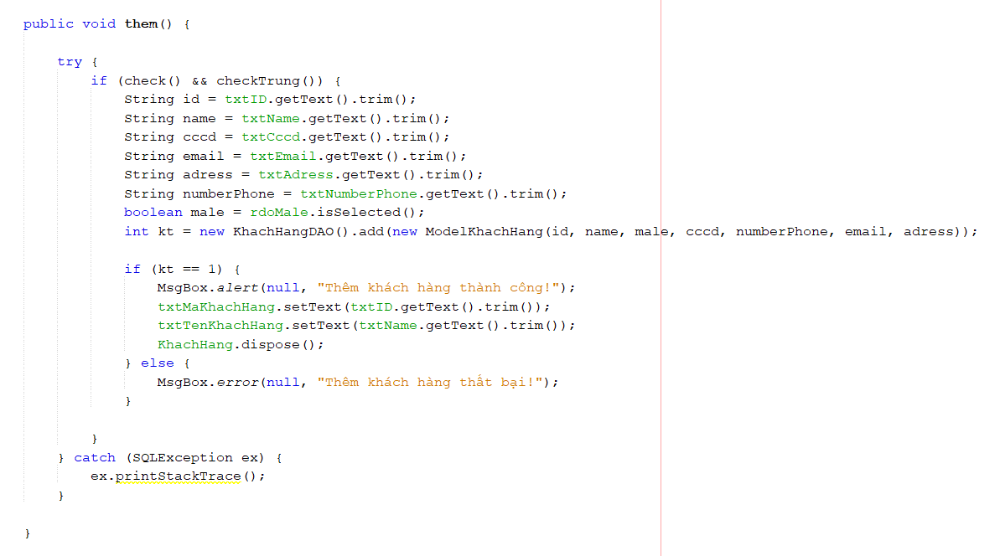 public void them() {
try {
if (check() && checkTrung()) {
String id = txtID.getText().trim();
String name = txtName.getText().trim();
String cccd = txtCccd.getText().trim();
String email = txtEmail.getText().trim();
String adress = txtAdress.getText().trim();
String numberPhone = txtNumberPhone.getText().trim();
boolean male = rdoMale.isSelected();
int kt = new KhachHangDAO().add(new ModelKhachHang(id, name, male, cccd, numberPhone, email, adress));
if (kt == 1) {
MsgBox.alert(null, "Thêm khách hàng thành công!");
txtMaKhachHang.setText(txtID.getText().trim());
txtTenKhachHang.setText(txtName.getText().trim());
KhachHang.dispose();
} else {
MsgBox.error(null, "Thêm khách hàng thất bại!");
}
}
} catch (SQLException ex) {
ex.printStackTrace();
}
}